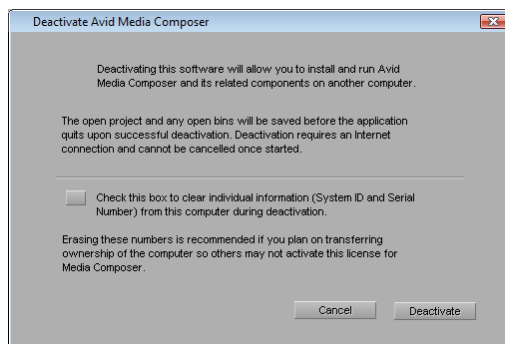 Deactivate Avid Media Composer
Deactivating this software will allow you to install and run Avid
Media Composer and its related components on another computer.
The open project and any open bins will be saved before the application
quits upon successful deactivation. Deactivation requires an Internet
connection and cannot be cancelled once started.
Check this box to clear individual information (System ID and Serial
Number) from this computer during deactivation.
Erasing these numbers is recommended if you plan on transferring
ownership of the computer so others may not activate this license for
Media Composer.
Cancel
Deactivate